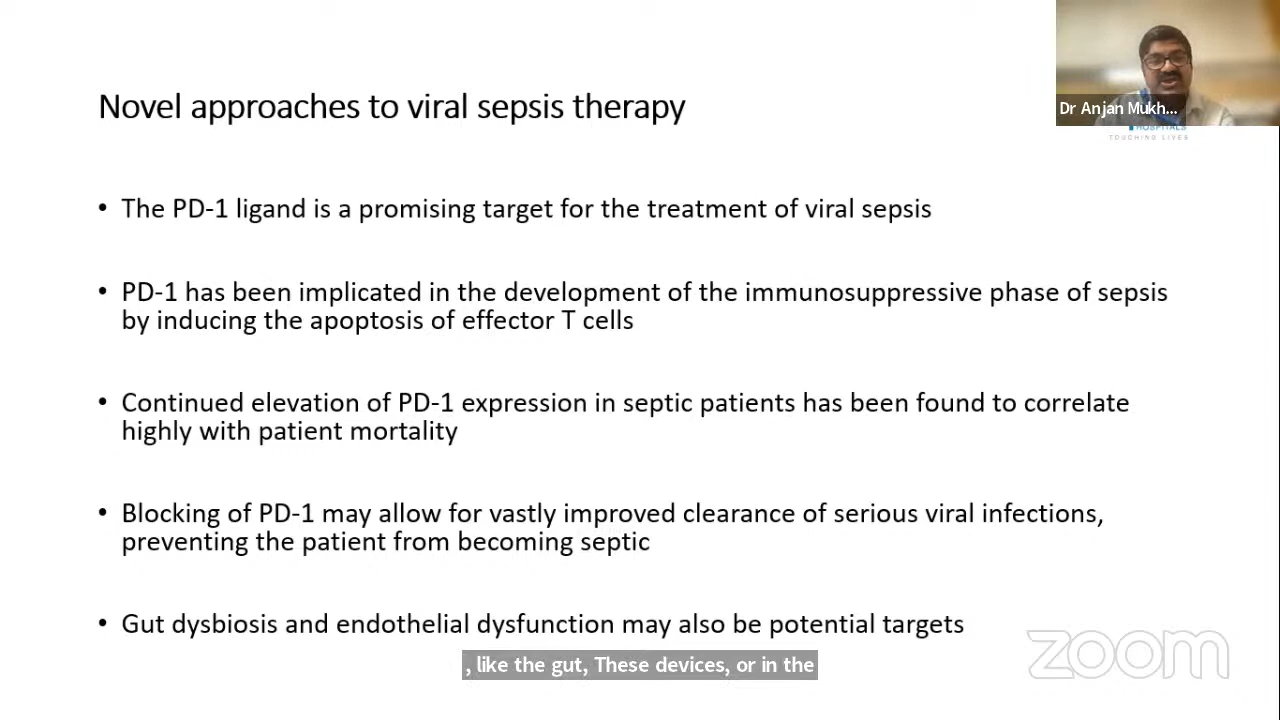 Novel approaches to viral sepsis therapy
Dr Anjan Mukh...
HOSPITALS
TOUCHING LIVES
• The PD-1 ligand is a promising target for the treatment of viral sepsis
• PD-1 has been implicated in the development of the immunosuppressive phase of sepsis
by inducing the apoptosis of effector T cells
• Continued elevation of PD-1 expression in septic patients has been found to correlate
highly with patient mortality
• Blocking of PD-1 may allow for vastly improved clearance of serious viral infections,
preventing the patient from becoming septic
• Gut dysbiosis and endothelial dysfunction may also be potential targets
zoom
, like the gut, These devices, or in the